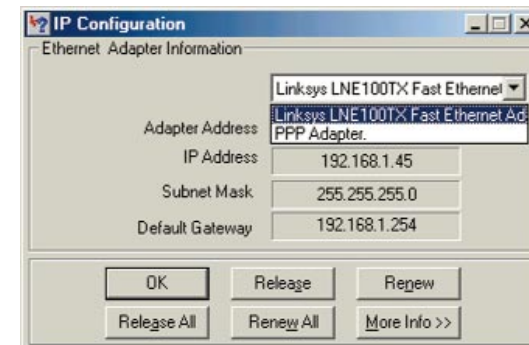 IP Configuration
Ethernet Adapter Information
Linksys LNE100TX Fast Ethernet
Linksys LNE100TX Fast Ethernet Ad
PPP Adapter.
Adapter Address
IP Address 192.168.1.45
Subnet Mask 255.255.255.0
Default Gateway 192.168.1.254
OK Release Renew
Release All Renew All More Info >>